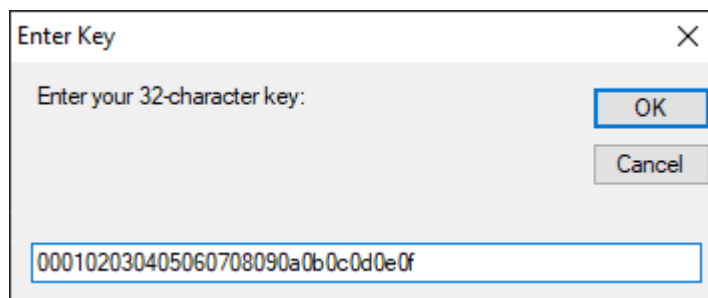 Enter Key
Enter your 32-character key:
OK
Cancel
000102030405060708090a0b0c0d0e0f